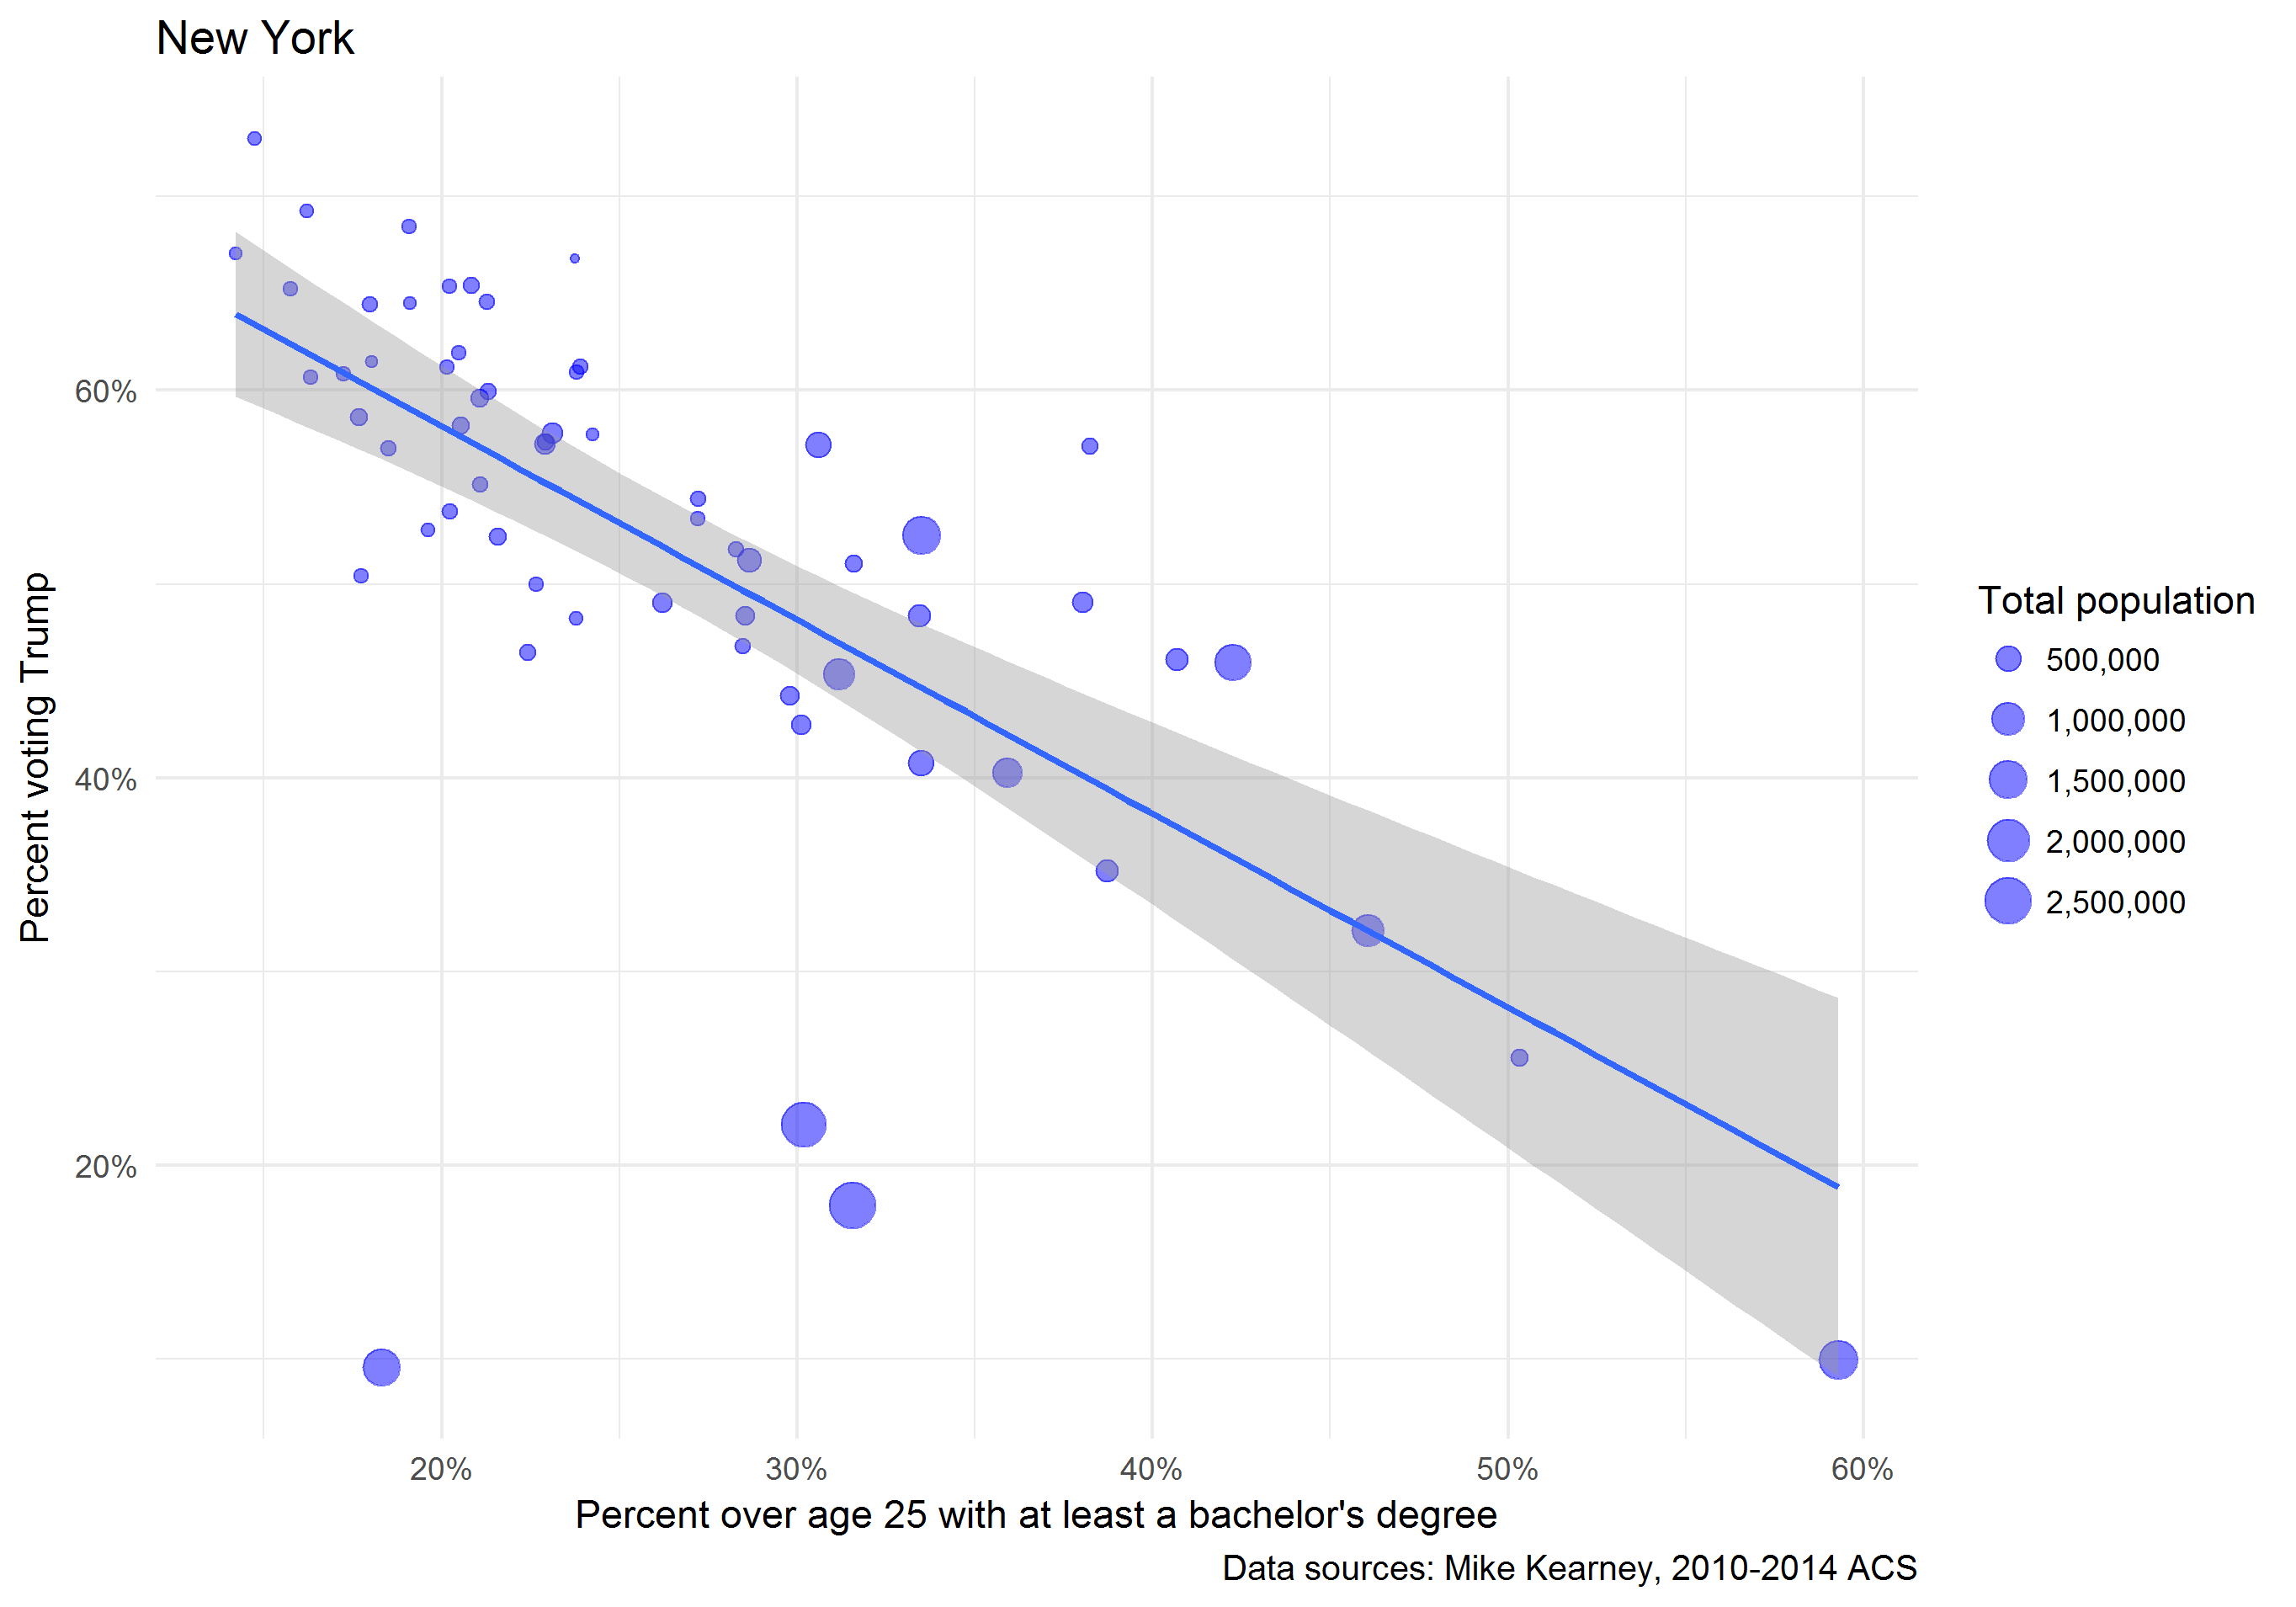 New York
Percent voting Trump
60%
40%
20%
20%
30%
40%
50%
60%
Percent over age 25 with at least a bachelor's degree
Data sources: Mike Kearney, 2010-2014 ACS
Total population
500,000
1,000,000
1,500,000
2,000,000
2,500,000